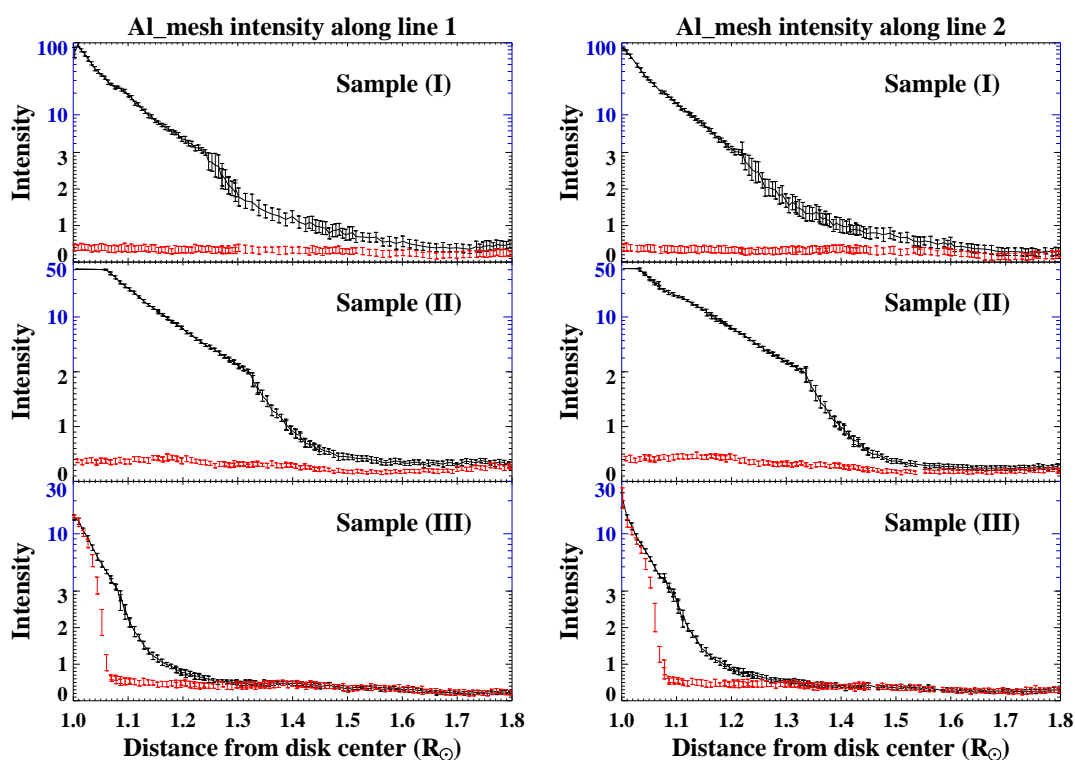 Al_mesh intensity along line 1
Al_mesh intensity along line 2
100
10
3
2
1
0
Intensity
Sample (I)
100
10
3
2
1
0
Intensity
Sample (I)
50
10
2
1
0
Intensity
Sample (II)
50
10
2
1
0
Intensity
Sample (II)
30
10
3
2
1
0
Intensity
Sample (III)
30
10
3
2
1
0
Intensity
Sample (III)
1.0 1.1 1.2 1.3 1.4 1.5 1.6 1.7 1.8
1.0 1.1 1.2 1.3 1.4 1.5 1.6 1.7 1.8
Distance from disk center (R☉)
Distance from disk center (R☉)